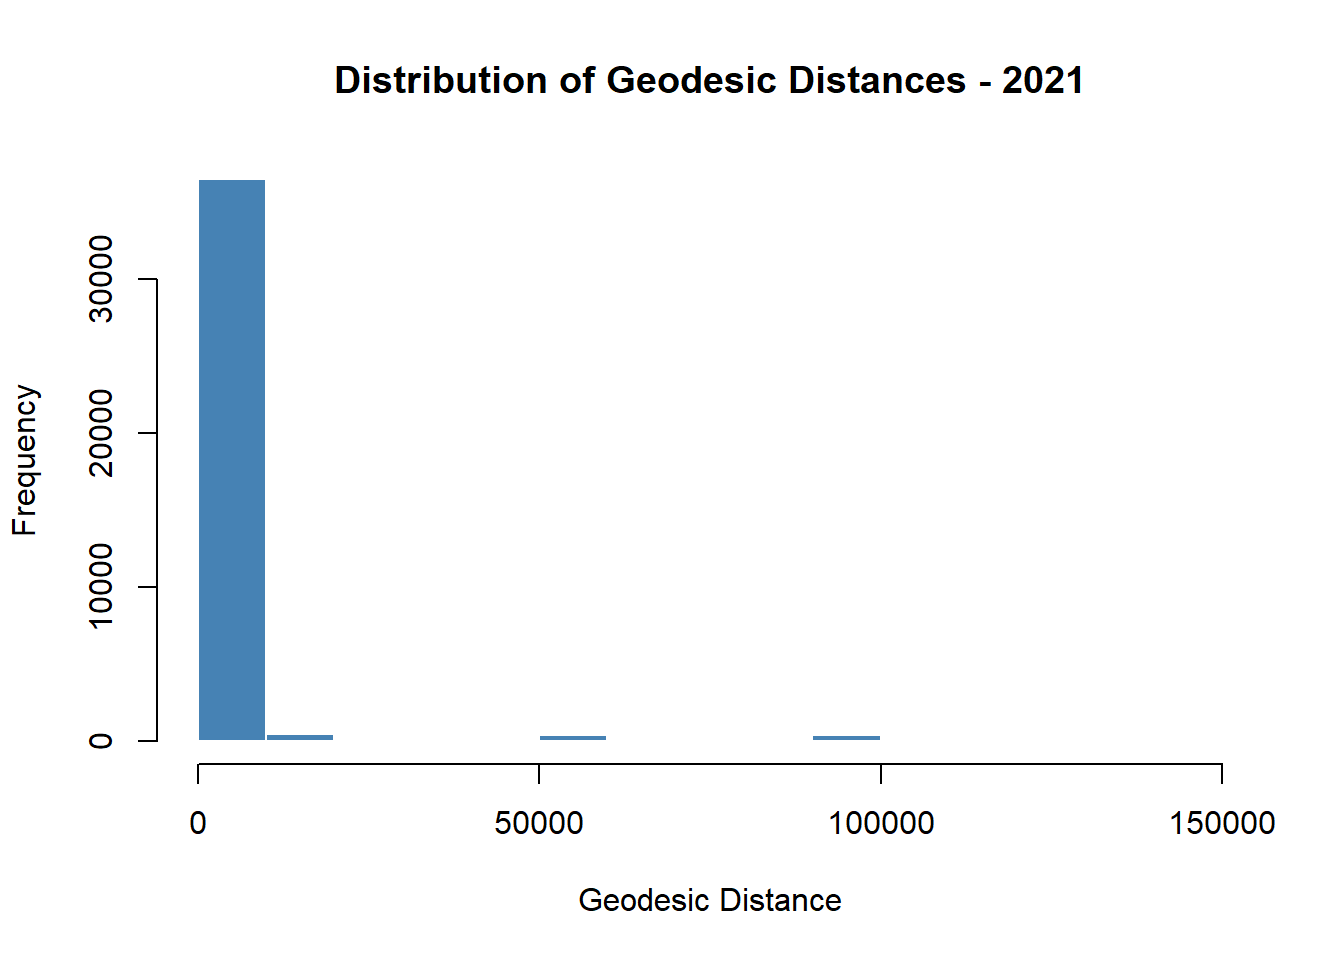 Distribution of Geodesic Distances - 2021
Frequency
30000
20000
10000
0
0 50000 100000 150000
Geodesic Distance